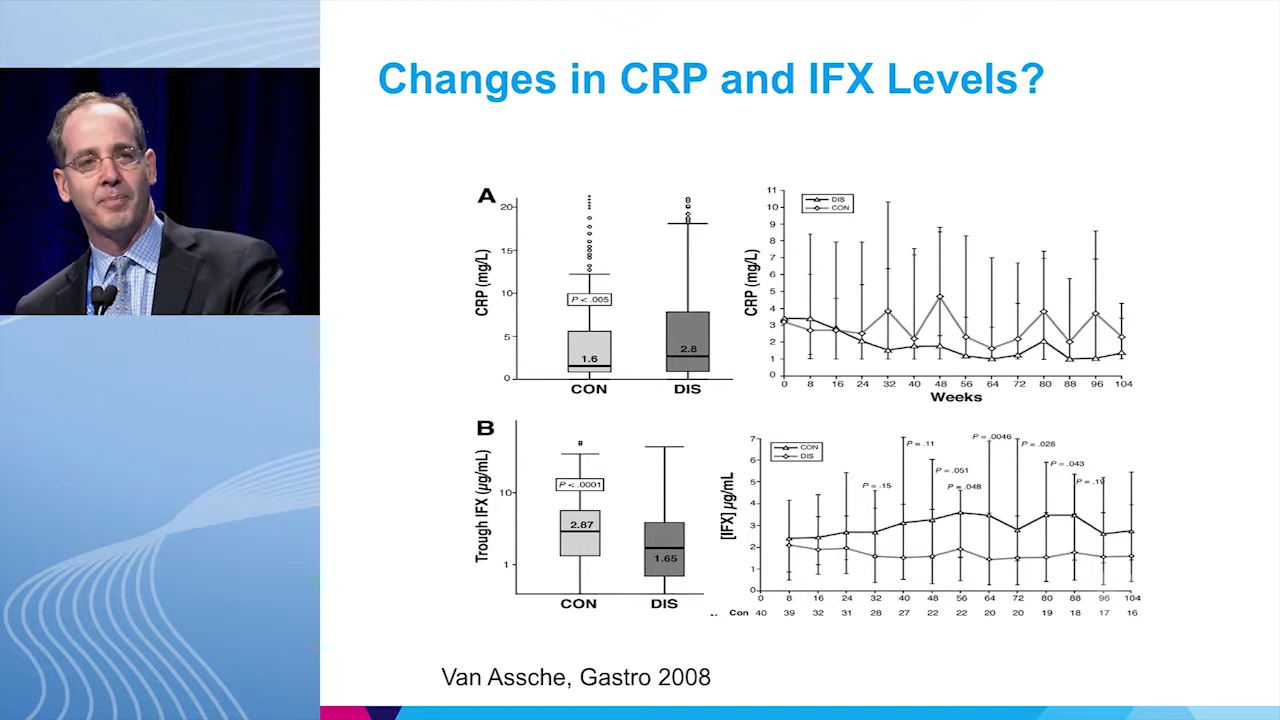 Changes in CRP and IFX Levels?
A
CRP (mg/L)
20
15
10
5
0
P < .005
1.6
2.8
CON
DIS
CRP (mg/L)
11
10
9
8
7
6
5
4
3
2
1
0
DIS
CON
0 8 16 24 32 40 48 56 64 72 80 88 96 104
Weeks
B
Trough IFX (µg/mL)
10
1
P < .0001
2.87
1.65
CON
DIS
[IFX] µg/mL
7
6
5
4
3
2
1
0
CON
DIS
P = .15
P = .11
P = .051
P = .048
P = .0046
P = .028
P = .043
P = .19
0 8 16 24 32 40 48 56 64 72 80 88 96 104
Con 40 39 32 31 28 27 22 22 20 20 19 18 17 16
Van Assche, Gastro 2008